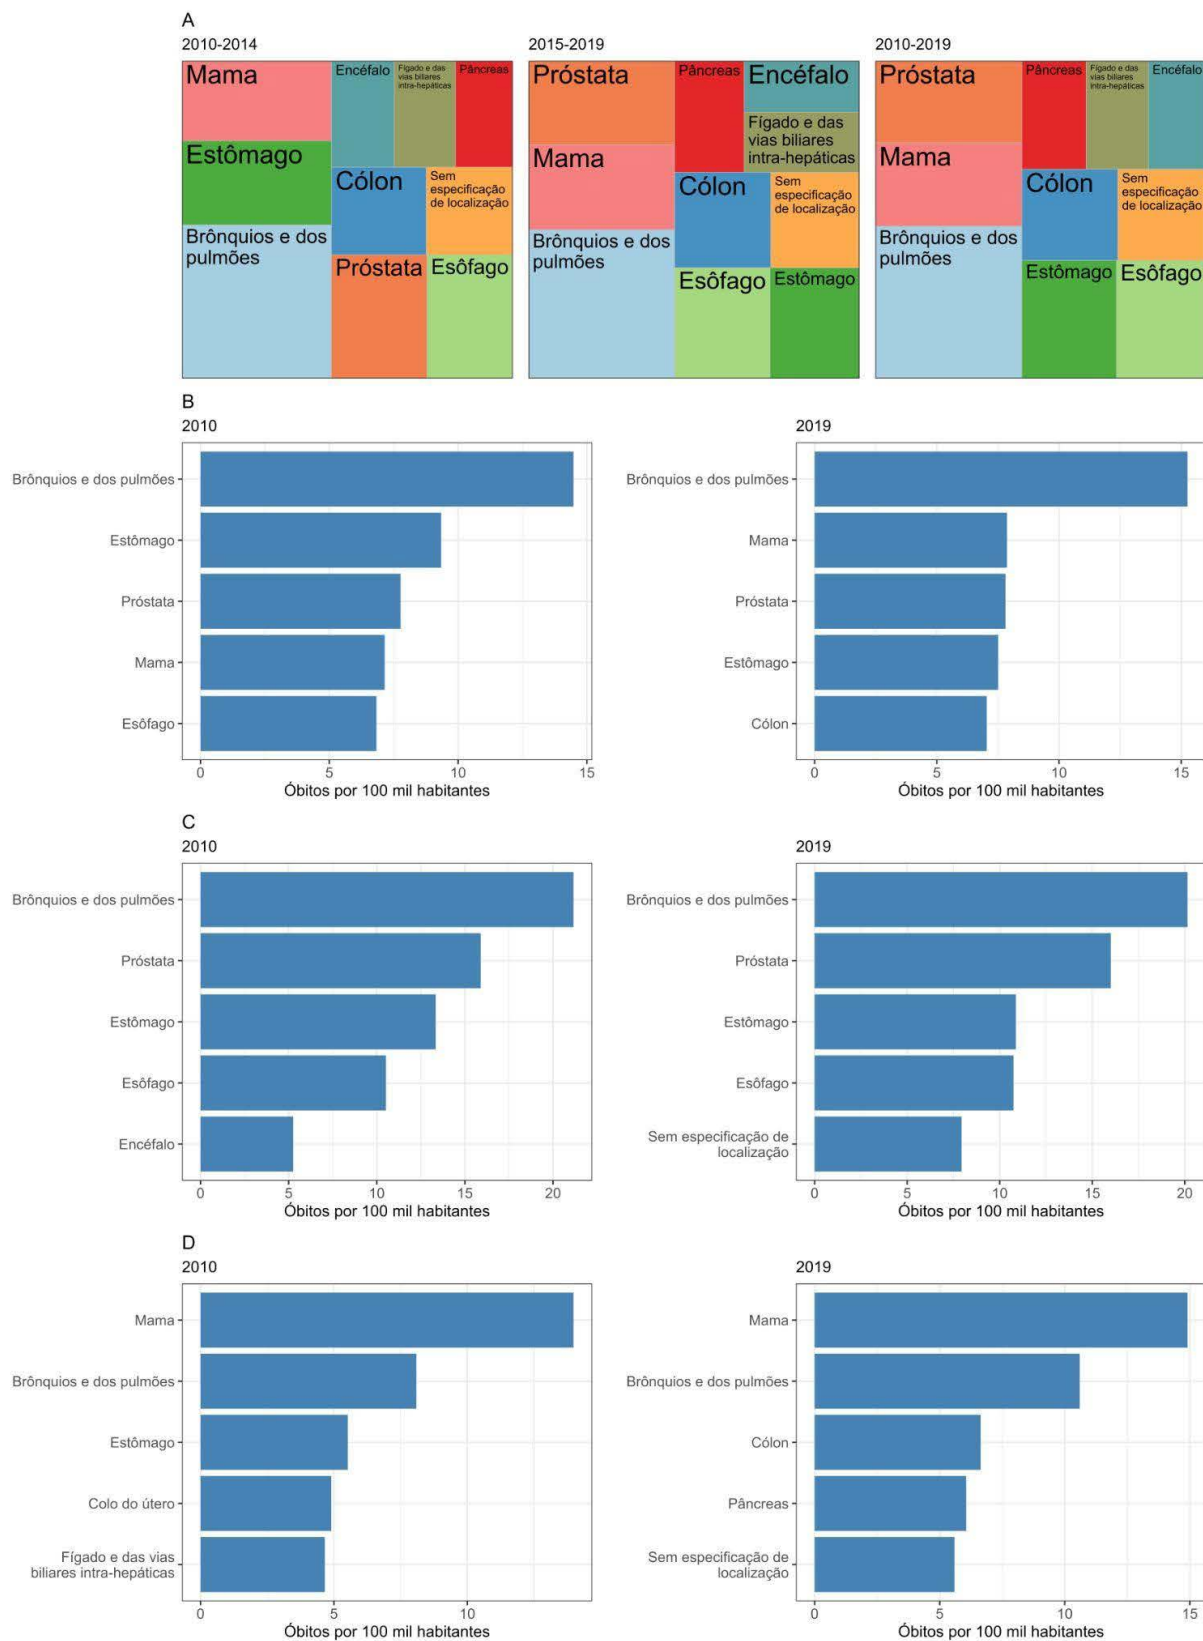 A
2010-2014
2015-2019
2010-2019
Mama
Encéfalo
Fígado e das
vias biliares
intra-hepáticas
Pâncreas
Estômago
Cólon
Sem
especificação
de localização
Brônquios e dos
pulmões
Próstata
Esôfago
Próstata
Pâncreas
Encéfalo
Fígado e das
vias biliares
intra-hepáticas
Mama
Cólon
Sem
especificação
de localização
Brônquios e dos
pulmões
Esôfago
Estômago
Próstata
Pâncreas
Fígado e das
vias biliares
intra-hepáticas
Encéfalo
Mama
Cólon
Sem
especificação
de localização
Brônquios e dos
pulmões
Estômago
Esôfago
B
2010
Brônquios e dos pulmões
Estômago
Próstata
Mama
Esôfago
0 5 10 15
Óbitos por 100 mil habitantes
2019
Brônquios e dos pulmões
Mama
Próstata
Estômago
Cólon
0 5 10 15
Óbitos por 100 mil habitantes
C
2010
Brônquios e dos pulmões
Próstata
Estômago
Esôfago
Encéfalo
0 5 10 15 20
Óbitos por 100 mil habitantes
2019
Brônquios e dos pulmões
Próstata
Estômago
Esôfago
Sem especificação de
localização
0 5 10 15 20
Óbitos por 100 mil habitantes
D
2010
Mama
Brônquios e dos pulmões
Estômago
Colo do útero
Fígado e das vias
biliares intra-hepáticas
0 5 10
Óbitos por 100 mil habitantes
2019
Mama
Brônquios e dos pulmões
Cólon
Pâncreas
Sem especificação de
localização
0 5 10 15
Óbitos por 100 mil habitantes